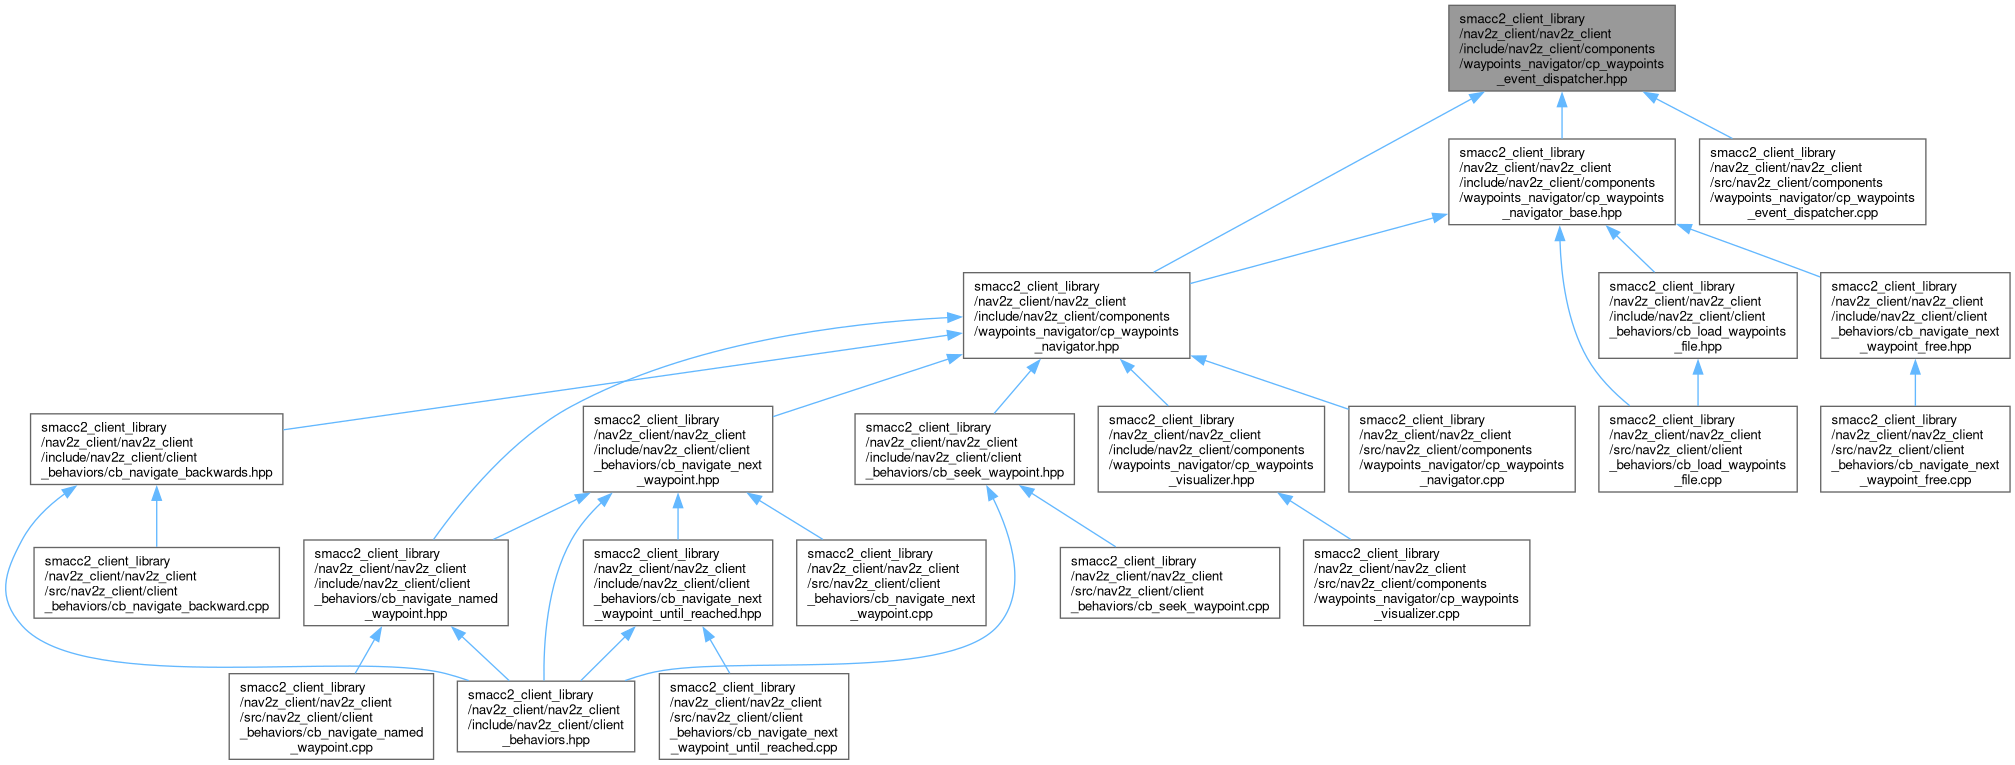 smacc2_client_library
/nav2z_client/nav2z_client
/include/nav2z_client/components
/waypoints_navigator/cp_waypoints
_event_dispatcher.hpp
smacc2_client_library
/nav2z_client/nav2z_client
/include/nav2z_client/components
/waypoints_navigator/cp_waypoints
_navigator_base.hpp
smacc2_client_library
/nav2z_client/nav2z_client
/src/nav2z_client/components
/waypoints_navigator/cp_waypoints
_event_dispatcher.cpp
smacc2_client_library
/nav2z_client/nav2z_client
/include/nav2z_client/components
/waypoints_navigator/cp_waypoints
_navigator.hpp
smacc2_client_library
/nav2z_client/nav2z_client
/include/nav2z_client/client
_behaviors/cb_load_waypoints
_file.hpp
smacc2_client_library
/nav2z_client/nav2z_client
/include/nav2z_client/client
_behaviors/cb_navigate_next
_waypoint_free.hpp
smacc2_client_library
/nav2z_client/nav2z_client
/include/nav2z_client/client
_behaviors/cb_navigate_backwards.hpp
smacc2_client_library
/nav2z_client/nav2z_client
/include/nav2z_client/client
_behaviors/cb_navigate_next
_waypoint.hpp
smacc2_client_library
/nav2z_client/nav2z_client
/include/nav2z_client/client
_behaviors/cb_seek_waypoint.hpp
smacc2_client_library
/nav2z_client/nav2z_client
/include/nav2z_client/components
/waypoints_navigator/cp_waypoints
_visualizer.hpp
smacc2_client_library
/nav2z_client/nav2z_client
/src/nav2z_client/components
/waypoints_navigator/cp_waypoints
_navigator.cpp
smacc2_client_library
/nav2z_client/nav2z_client
/src/nav2z_client/client
_behaviors/cb_load_waypoints
_file.cpp
smacc2_client_library
/nav2z_client/nav2z_client
/src/nav2z_client/client
_behaviors/cb_navigate_next
_waypoint_free.cpp
smacc2_client_library
/nav2z_client/nav2z_client
/src/nav2z_client/client
_behaviors/cb_navigate_backward.cpp
smacc2_client_library
/nav2z_client/nav2z_client
/include/nav2z_client/client
_behaviors/cb_navigate_named
_waypoint.hpp
smacc2_client_library
/nav2z_client/nav2z_client
/include/nav2z_client/client
_behaviors/cb_navigate_next
_waypoint_until_reached.hpp
smacc2_client_library
/nav2z_client/nav2z_client
/src/nav2z_client/client
_behaviors/cb_navigate_next
_waypoint.cpp
smacc2_client_library
/nav2z_client/nav2z_client
/src/nav2z_client/client
_behaviors/cb_seek_waypoint.cpp
smacc2_client_library
/nav2z_client/nav2z_client
/src/nav2z_client/components
/waypoints_navigator/cp_waypoints
_visualizer.cpp
smacc2_client_library
/nav2z_client/nav2z_client
/src/nav2z_client/client
_behaviors/cb_navigate_named
_waypoint.cpp
smacc2_client_library
/nav2z_client/nav2z_client
/include/nav2z_client/client
_behaviors.hpp
smacc2_client_library
/nav2z_client/nav2z_client
/src/nav2z_client/client
_behaviors/cb_navigate_next
_waypoint_until_reached.cpp